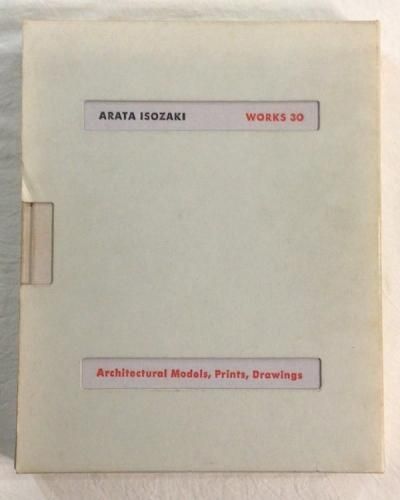 ARATA ISOZAKI WORKS 30
Architectural Models, Prints, Drawings